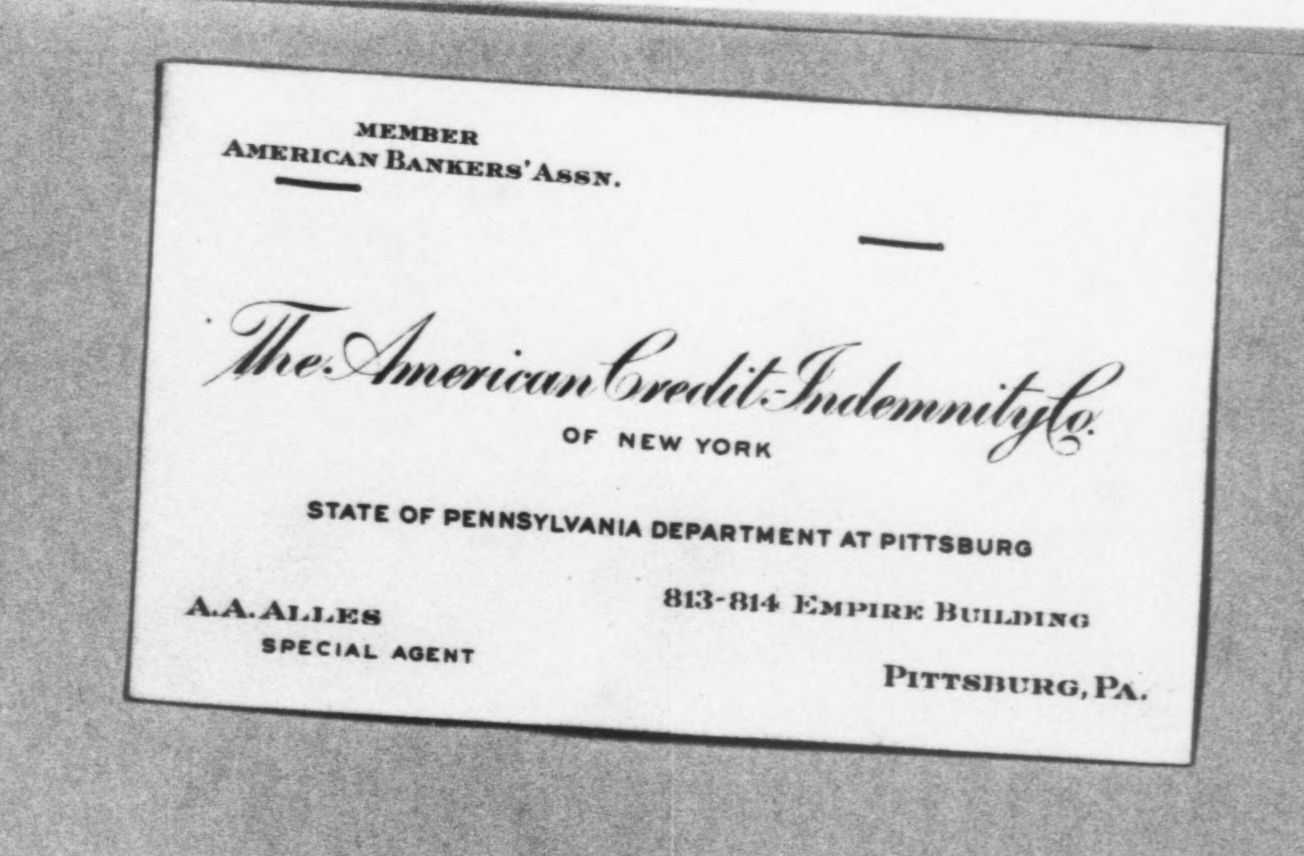 MEMBER
AMERICAN BANKERS' ASSN.
The American Credit-Indemnity Co.
OF NEW YORK
STATE OF PENNSYLVANIA DEPARTMENT AT PITTSBURG
A.A. ALLES
SPECIAL AGENT
813-814 EMPIRE BUILDING
PITTSBURG, PA.